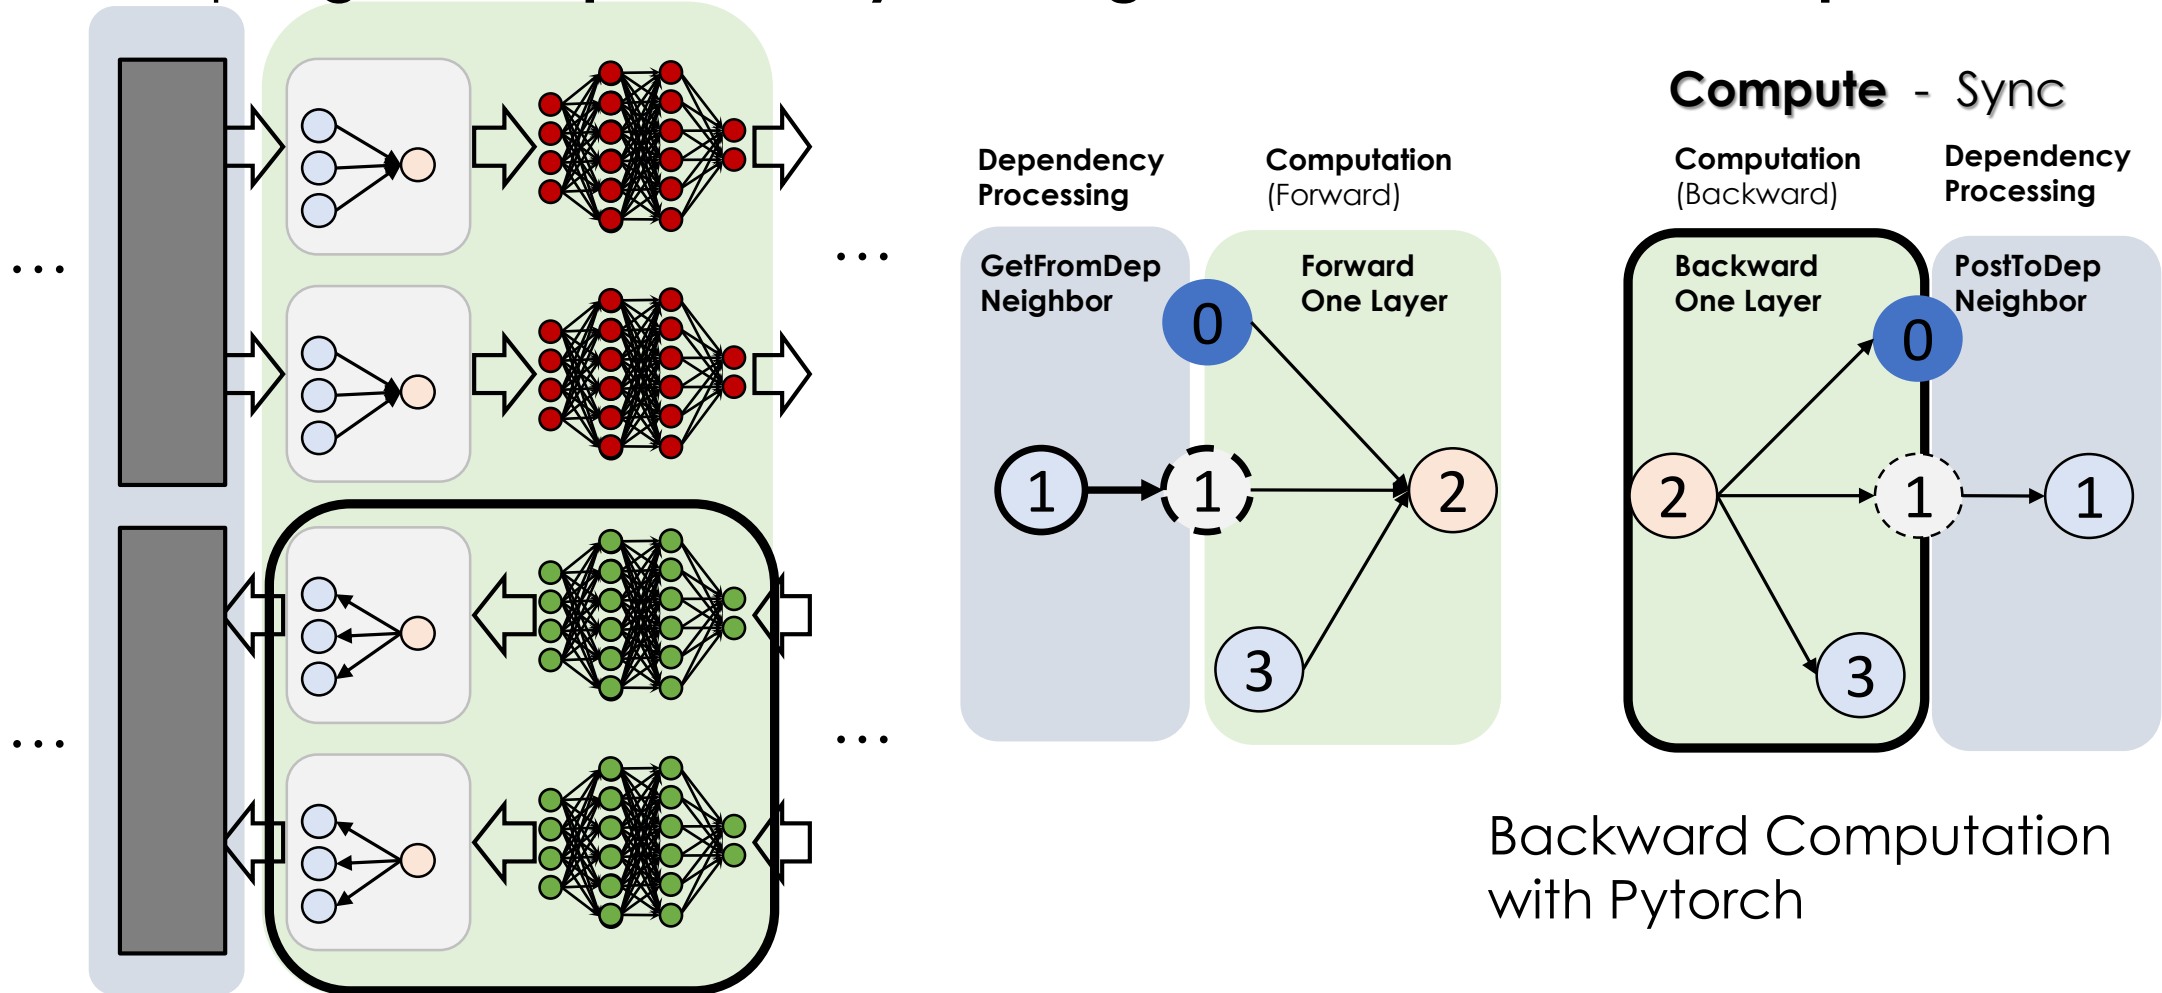 Compute - Sync
Dependency
Processing
Computation
(Forward)
Computation
(Backward)
Dependency
Processing
GetFromDep
Neighbor
Forward
One Layer
Backward
One Layer
PostToDep
Neighbor
0
1
1
2
3
0
2
1
1
3
...
...
...
...
Backward Computation
with Pytorch